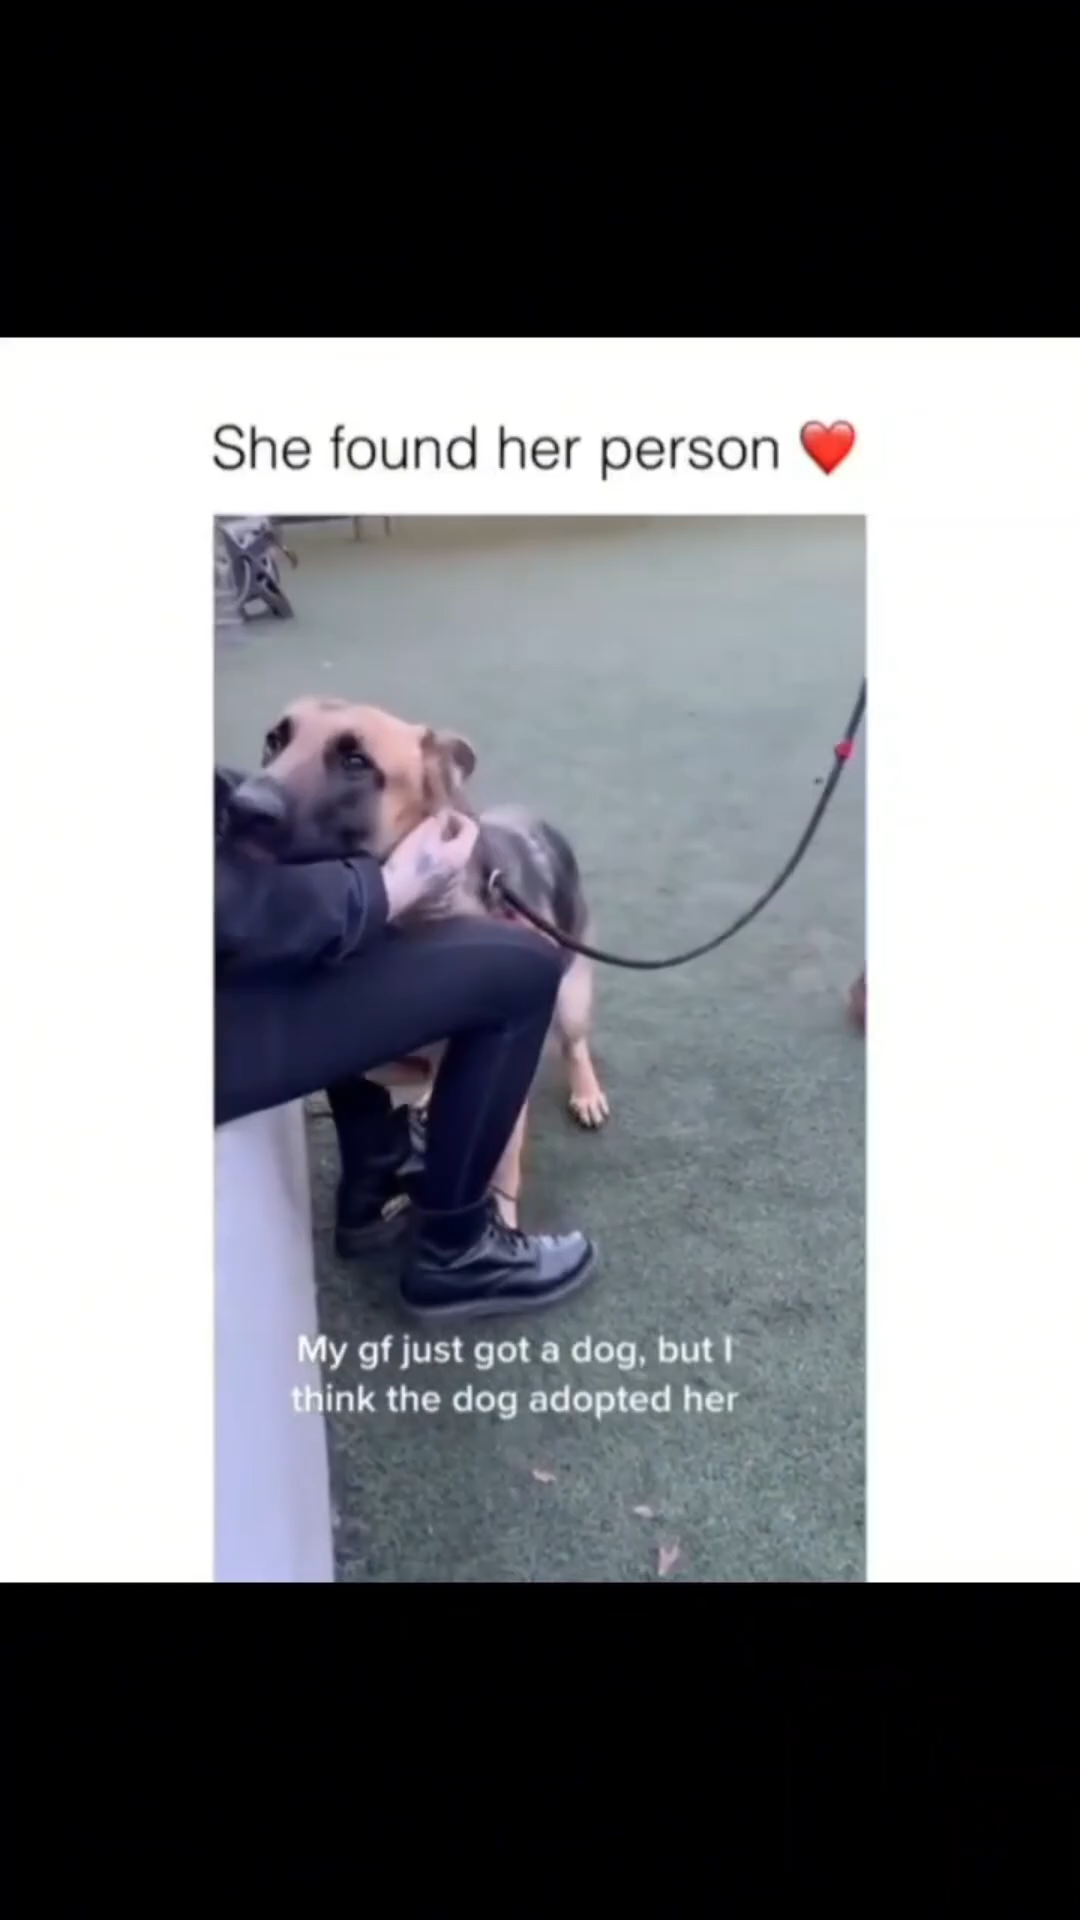 She found her person ❤️
My gf just got a dog, but I
think the dog adopted her